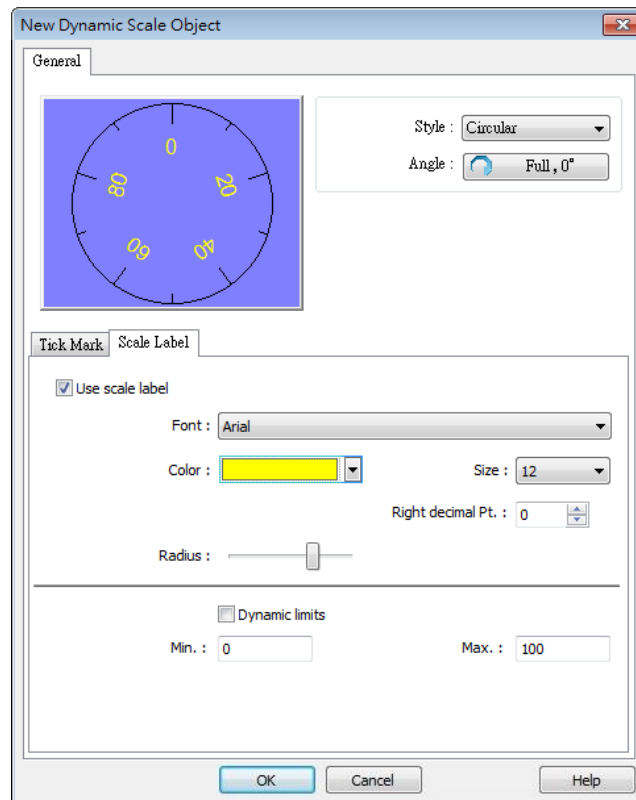 New Dynamic Scale Object
General
0
80
20
60
40
Style : Circular
Angle : Full , 0°
Tick Mark Scale Label
Use scale label
Font : Arial
Color : Size : 12
Right decimal Pt. : 0
Radius :
Dynamic limits
Min. : 0 Max. : 100
OK Cancel Help